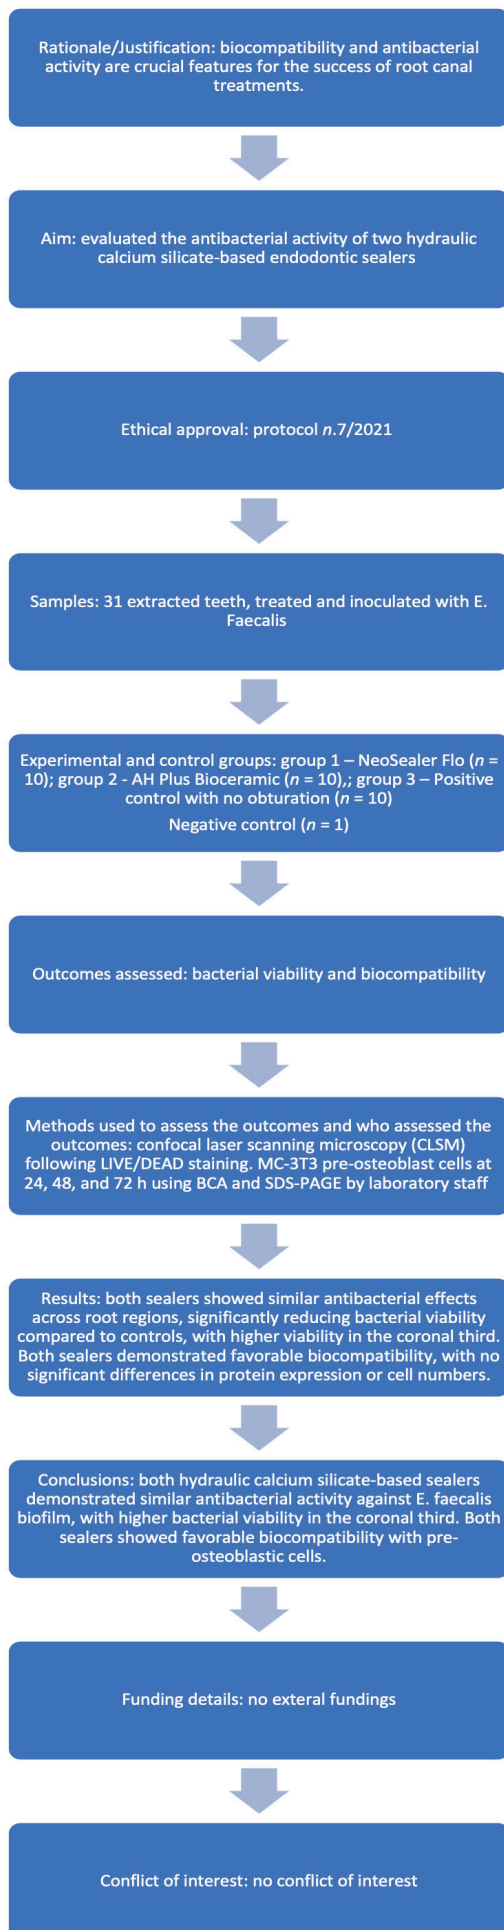 Rationale/Justification: biocompatibility and antibacterial
activity are crucial features for the success of root canal
treatments.
Aim: evaluated the antibacterial activity of two hydraulic
calcium silicate-based endodontic sealers
Ethical approval: protocol n.7/2021
Samples: 31 extracted teeth, treated and inoculated with E.
Faecalis
Experimental and control groups: group 1 – NeoSealer Flo (n =
10); group 2 - AH Plus Bioceramic (n = 10),; group 3 – Positive
control with no obturation (n = 10)
Negative control (n = 1)
Outcomes assessed: bacterial viability and biocompatibility
Methods used to assess the outcomes and who assessed the
outcomes: confocal laser scanning microscopy (CLSM)
following LIVE/DEAD staining. MC-3T3 pre-osteoblast cells at
24, 48, and 72 h using BCA and SDS-PAGE by laboratory staff
Results: both sealers showed similar antibacterial effects
across root regions, significantly reducing bacterial viability
compared to controls, with higher viability in the coronal third.
Both sealers demonstrated favorable biocompatibility, with no
significant differences in protein expression or cell numbers.
Conclusions: both hydraulic calcium silicate-based sealers
demonstrated similar antibacterial activity against E. faecalis
biofilm, with higher bacterial viability in the coronal third. Both
sealers showed favorable biocompatibility with pre-
osteoblastic cells.
Funding details: no exteral fundings
Conflict of interest: no conflict of interest